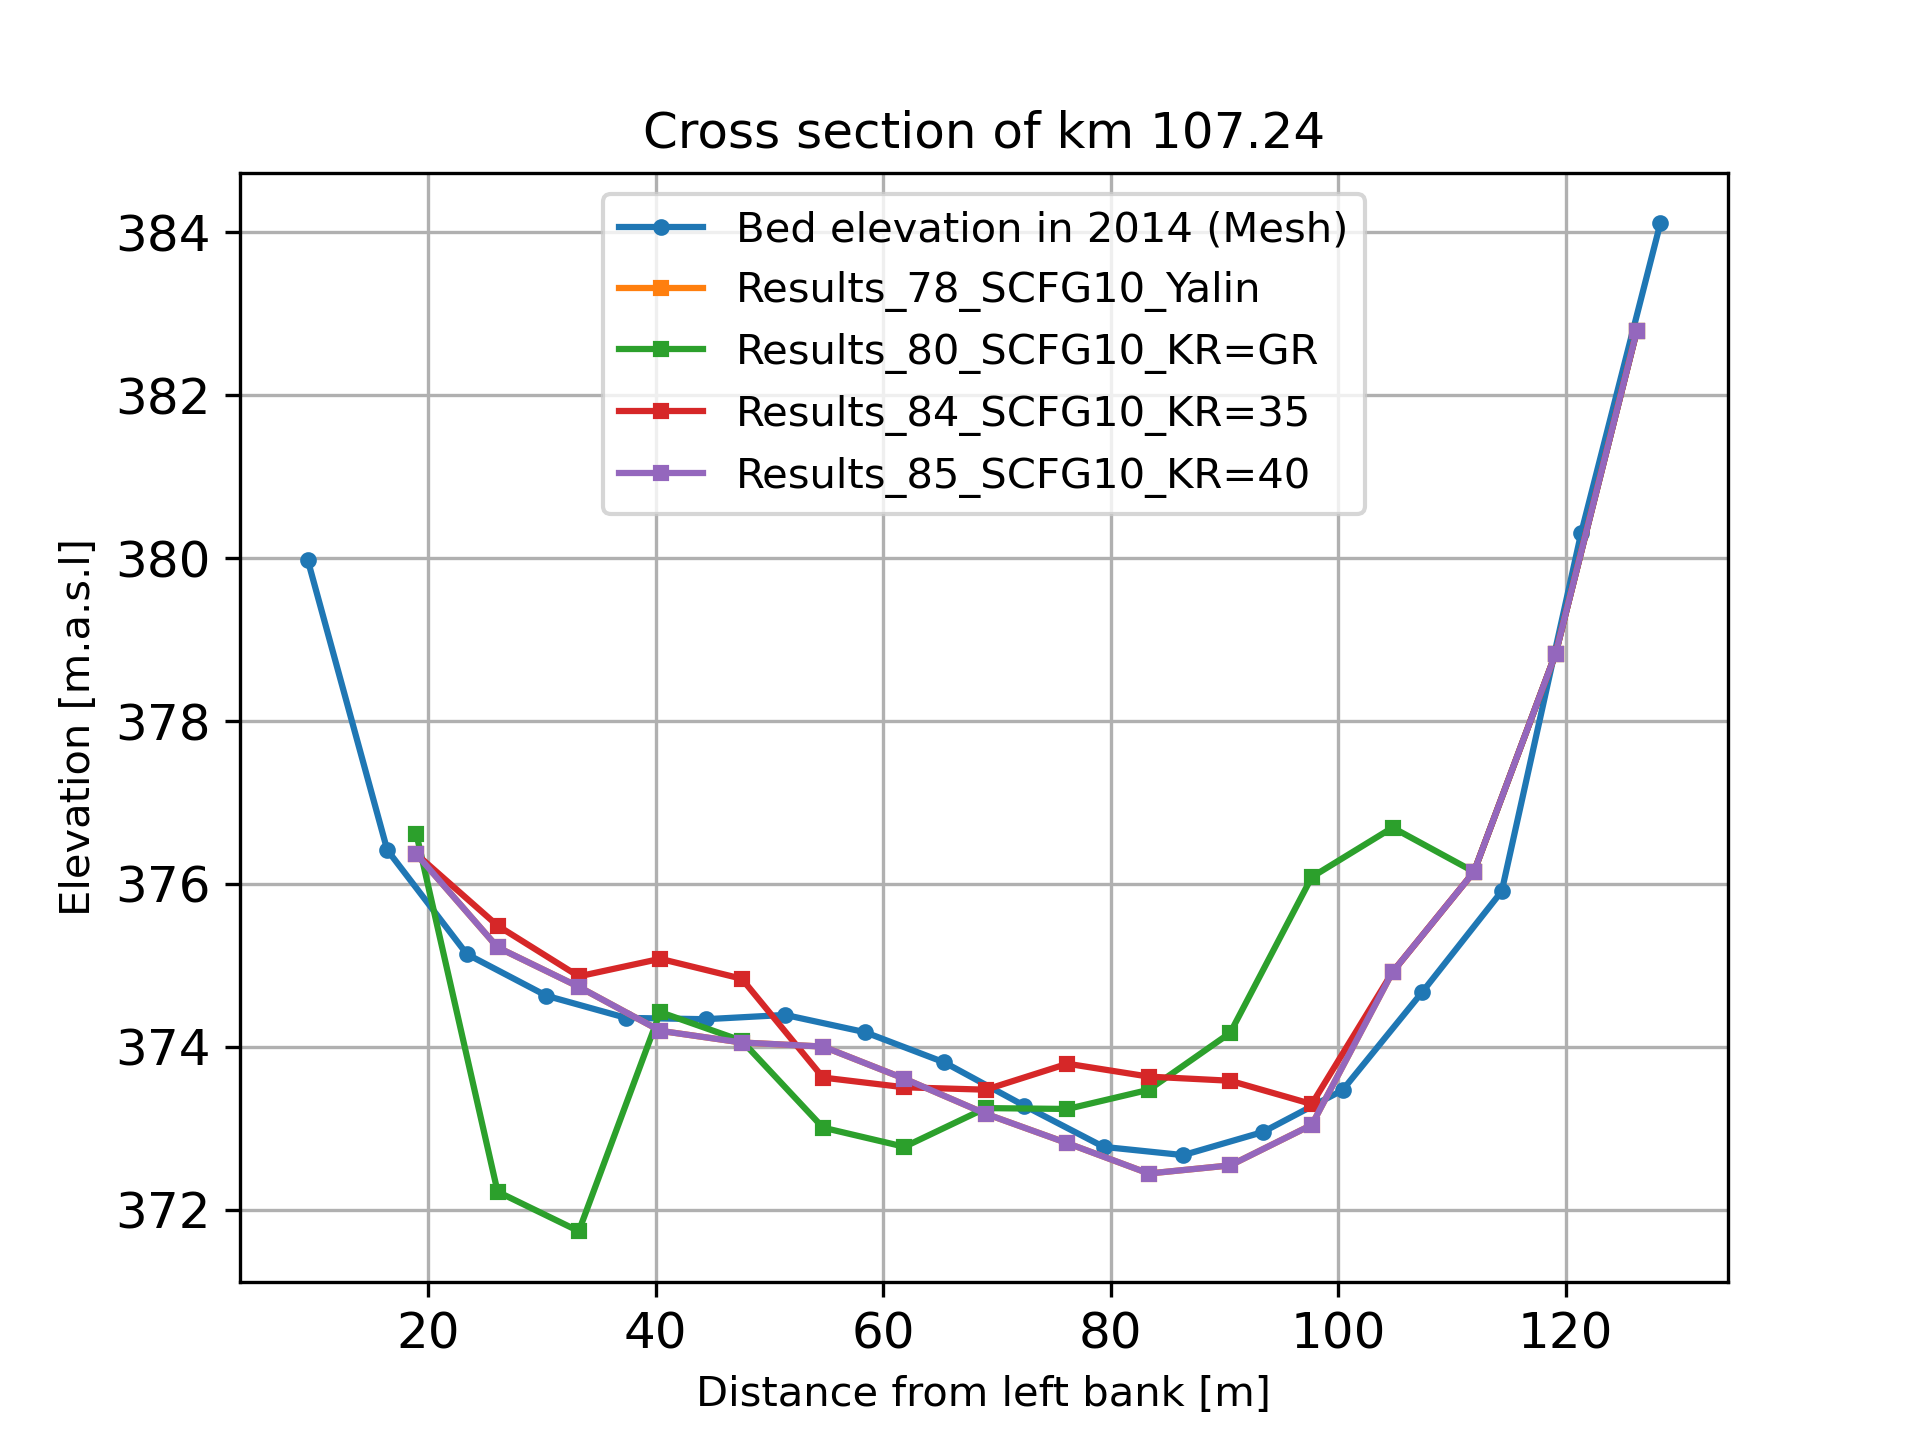 Cross section of km 107.24
Bed elevation in 2014 (Mesh)
Results_78_SCFG10_Yalin
Results_80_SCFG10_KR=GR
Results_84_SCFG10_KR=35
Results_85_SCFG10_KR=40
Elevation [m.a.s.l]
384
382
380
378
376
374
372
20 40 60 80 100 120
Distance from left bank [m]